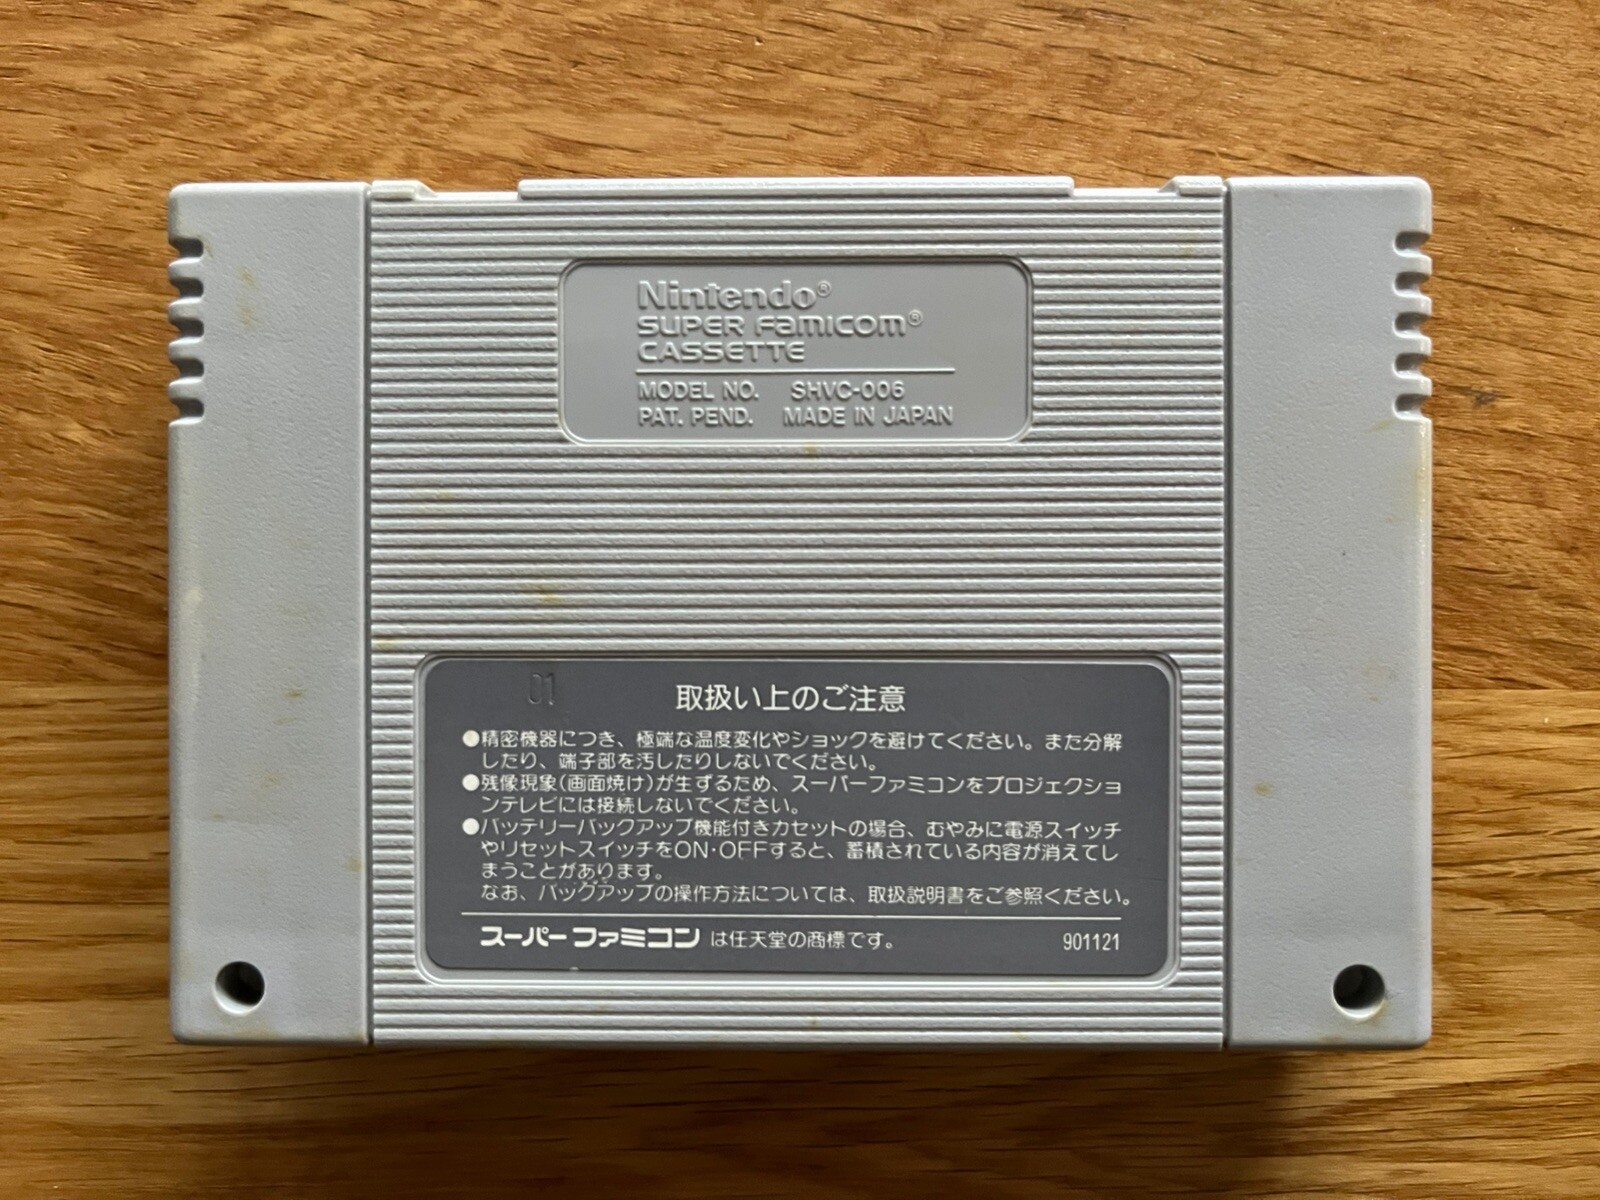 Nintendo®
SUPER FAMICOM®
CASSETTE
MODEL NO. SHVC-006
PAT. PEND. MADE IN JAPAN
01
取扱い上のご注意
●精密機器につき、極端な温度変化やショックを避けてください。また分解
したり、端子部を汚したりしないでください。
●残像現象(画面焼け)が生ずるため、スーパーファミコンをプロジェクショ
ンテレビには接続しないでください。
●バッテリーバックアップ機能付きカセットの場合、むやみに電源スイッチ
やリセットスイッチをON・OFFすると、蓄積されている内容が消えてし
まうことがあります。
なお、バックアップの操作方法については、取扱説明書をご参照ください。
スーパーファミコン は任天堂の商標です。 901121